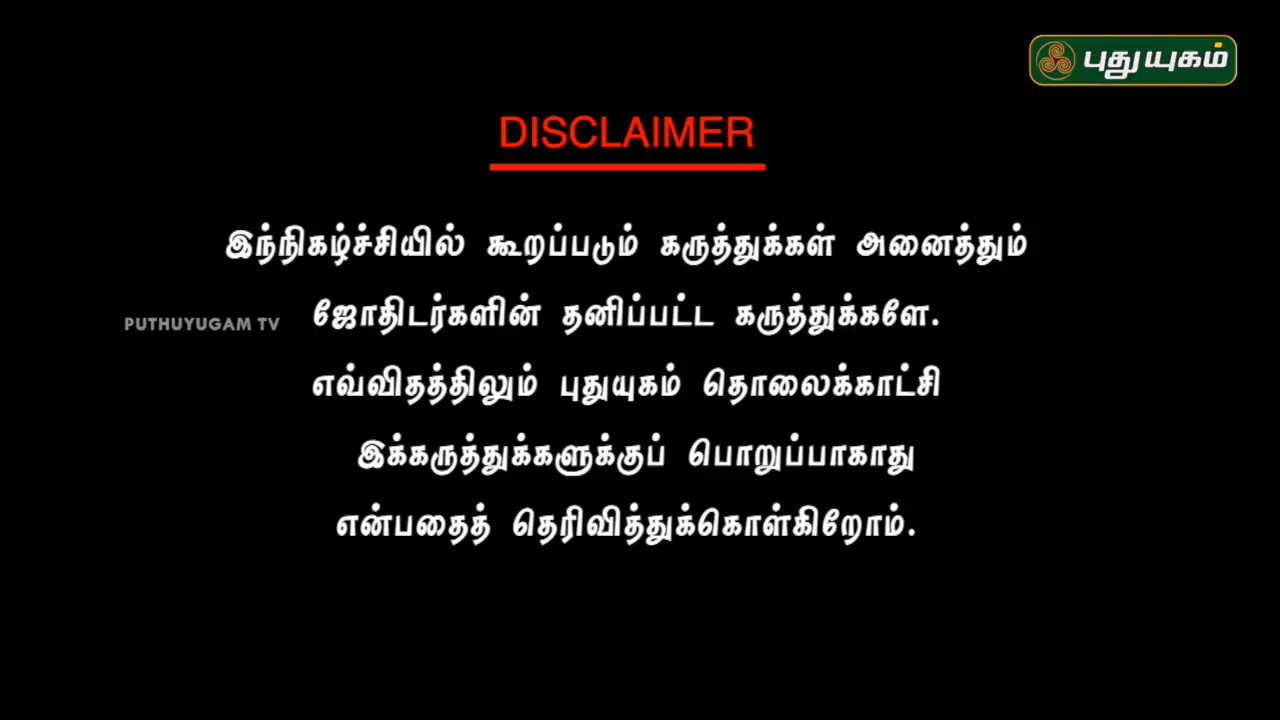 புதுயுகம்
DISCLAIMER
இந்நிகழ்ச்சியில் கூறப்படும் கருத்துக்கள் அனைத்தும்
PUTHUYUGAM TV
ஜோதிடர்களின் தனிப்பட்ட கருத்துக்களே.
எவ்விதத்திலும் புதுயுகம் தொலைக்காட்சி
இக்கருத்துக்களுக்குப் பொறுப்பாகாது
என்பதைத் தெரிவித்துக்கொள்கிறோம்.